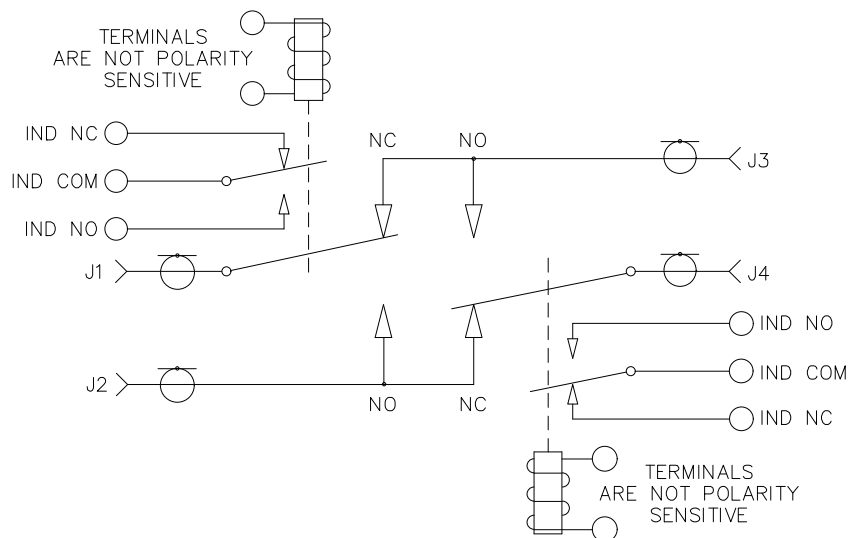 TERMINALS
ARE NOT POLARITY
SENSITIVE
IND NC
IND COM
IND NO
NC
NO
J3
J1
J4
IND NO
IND COM
IND NC
J2
NO
NC
TERMINALS
ARE NOT POLARITY
SENSITIVE